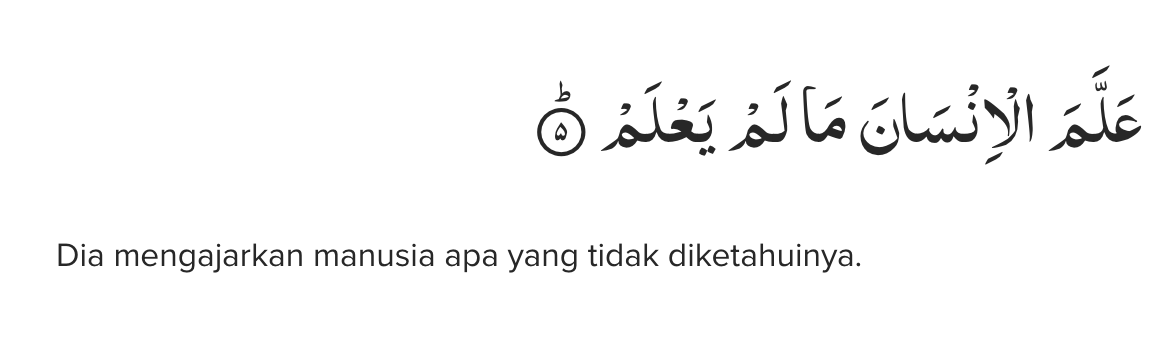 عَلَّمَ الْاِنْسَانَ مَا لَمْ يَعْلَمْ ۝٥ؕ
Dia mengajarkan manusia apa yang tidak diketahuinya.